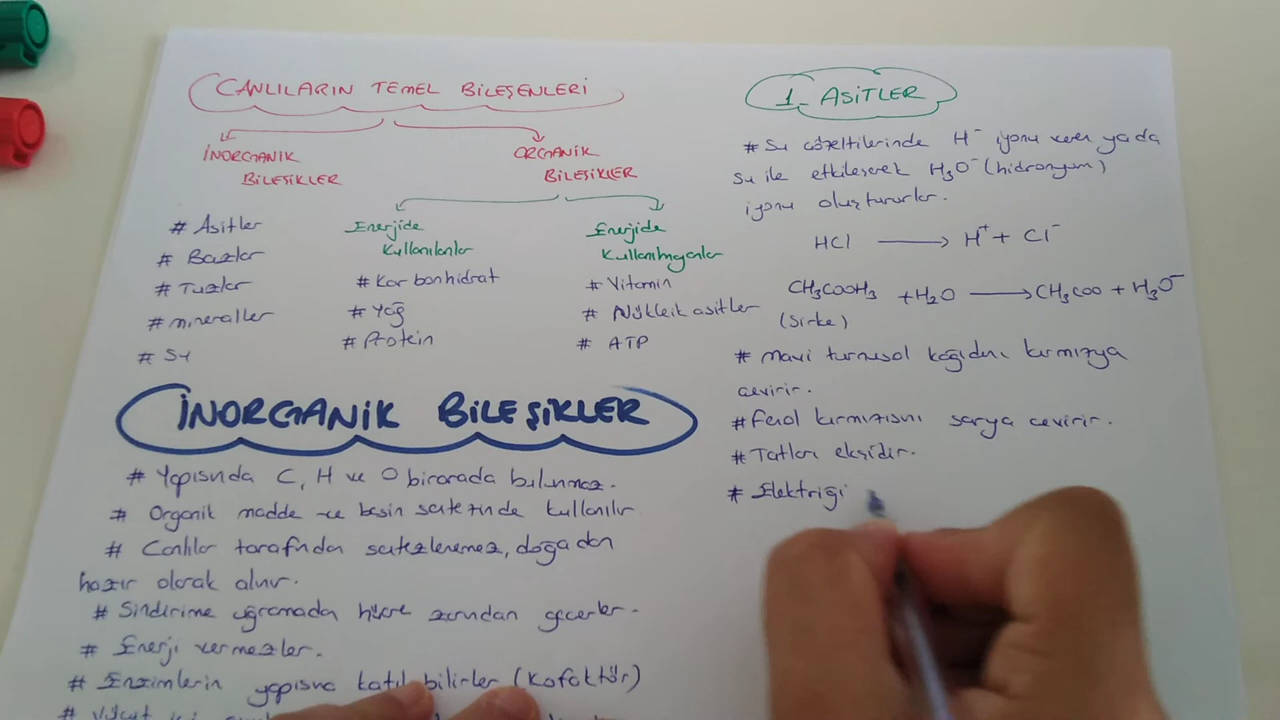 CANLILARIN TEMEL BİLEŞENLERİ
İNORGANİK
BİLEŞİKLER
ORGANİK
BİLEŞİKLER
# Asitler
# Bazlar
# Tuzlar
# mineraller
# Su
Enerjide
Kullanılanlar
# Karbonhidrat
# Yağ
# Protein
Enerjide
Kullanılmayanlar
# Vitamin
# Nükleik asitler
# ATP
İNORGANİK BİLEŞİKLER
# Yapısında C, H ve O birarada bulunmaz.
# Organik madde ve besin sentezinde kullanılır
# Canlılar tarafından sentezlenemez, doğadan
hazır olarak alınır.
# Sindirime uğramadan hücre zarından geçerler.
# Enerji vermezler.
# Enzimlerin yapısına katılabilirler (Kofaktör)
# Vücut içi
1- ASİTLER
# Su çözeltilerinde H⁻ iyonu veren ya da
su ile etkileşerek H₃O⁻ (hidronyum)
iyonu oluştururlar.
HCl ⟶ H⁺ + Cl⁻
CH₃COOH₃ + H₂O ⟶ CH₃COO + H₃O⁻
(Sirke)
# mavi turnusol kağıdını kırmızıya
çevirir.
# Fenol kırmızısını sarıya çevirir.
# Tatları ekşidir.
# Elektriği